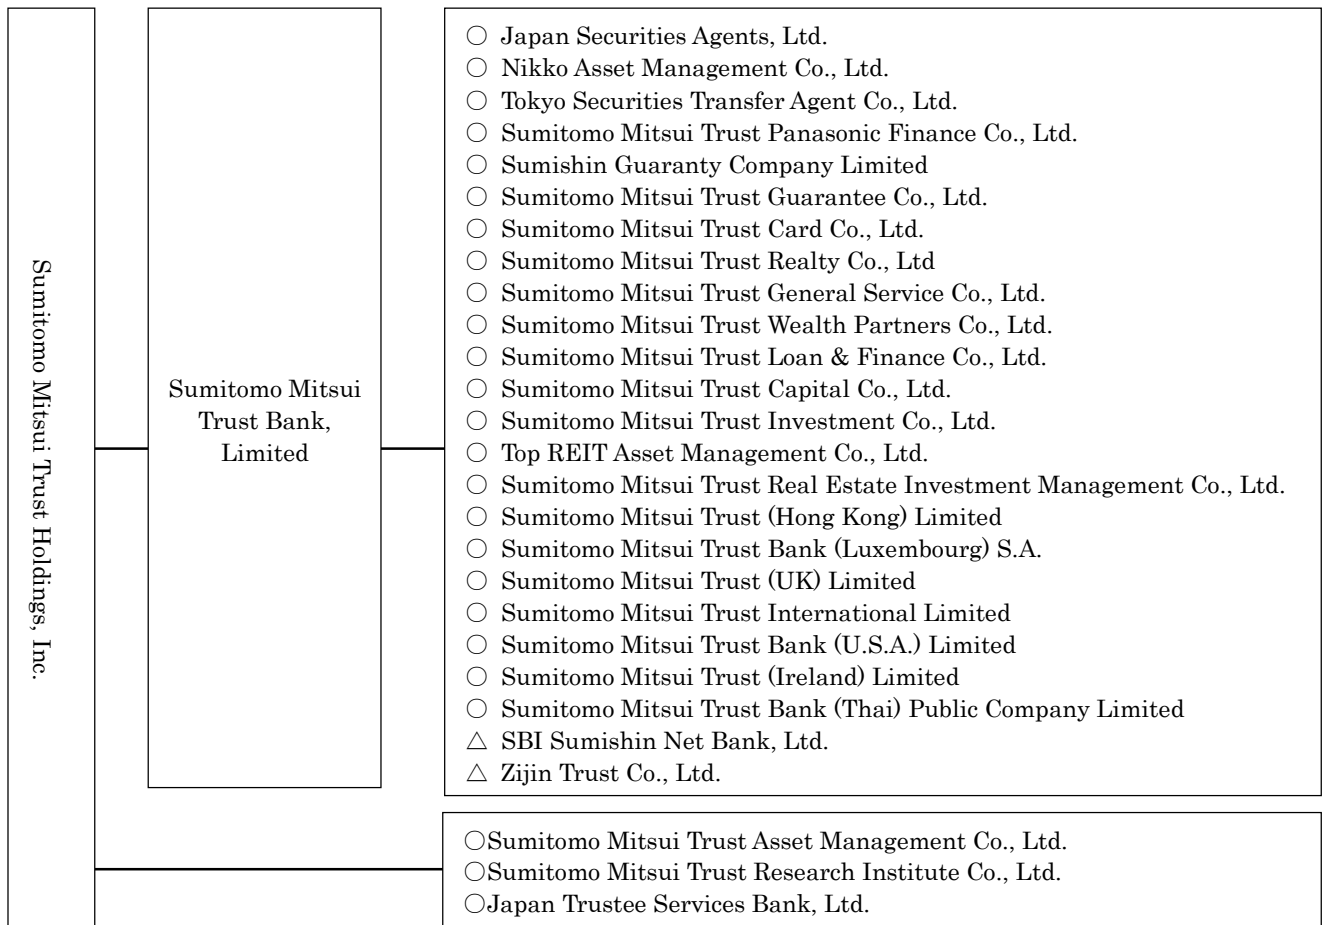 Sumitomo Mitsui Trust Holdings, Inc.
Sumitomo Mitsui
Trust Bank,
Limited
○ Japan Securities Agents, Ltd.
○ Nikko Asset Management Co., Ltd.
○ Tokyo Securities Transfer Agent Co., Ltd.
○ Sumitomo Mitsui Trust Panasonic Finance Co., Ltd.
○ Sumishin Guaranty Company Limited
○ Sumitomo Mitsui Trust Guarantee Co., Ltd.
○ Sumitomo Mitsui Trust Card Co., Ltd.
○ Sumitomo Mitsui Trust Realty Co., Ltd
○ Sumitomo Mitsui Trust General Service Co., Ltd.
○ Sumitomo Mitsui Trust Wealth Partners Co., Ltd.
○ Sumitomo Mitsui Trust Loan & Finance Co., Ltd.
○ Sumitomo Mitsui Trust Capital Co., Ltd.
○ Sumitomo Mitsui Trust Investment Co., Ltd.
○ Top REIT Asset Management Co., Ltd.
○ Sumitomo Mitsui Trust Real Estate Investment Management Co., Ltd.
○ Sumitomo Mitsui Trust (Hong Kong) Limited
○ Sumitomo Mitsui Trust Bank (Luxembourg) S.A.
○ Sumitomo Mitsui Trust (UK) Limited
○ Sumitomo Mitsui Trust International Limited
○ Sumitomo Mitsui Trust Bank (U.S.A.) Limited
○ Sumitomo Mitsui Trust (Ireland) Limited
○ Sumitomo Mitsui Trust Bank (Thai) Public Company Limited
△ SBI Sumishin Net Bank, Ltd.
△ Zijin Trust Co., Ltd.
○Sumitomo Mitsui Trust Asset Management Co., Ltd.
○Sumitomo Mitsui Trust Research Institute Co., Ltd.
○Japan Trustee Services Bank, Ltd.